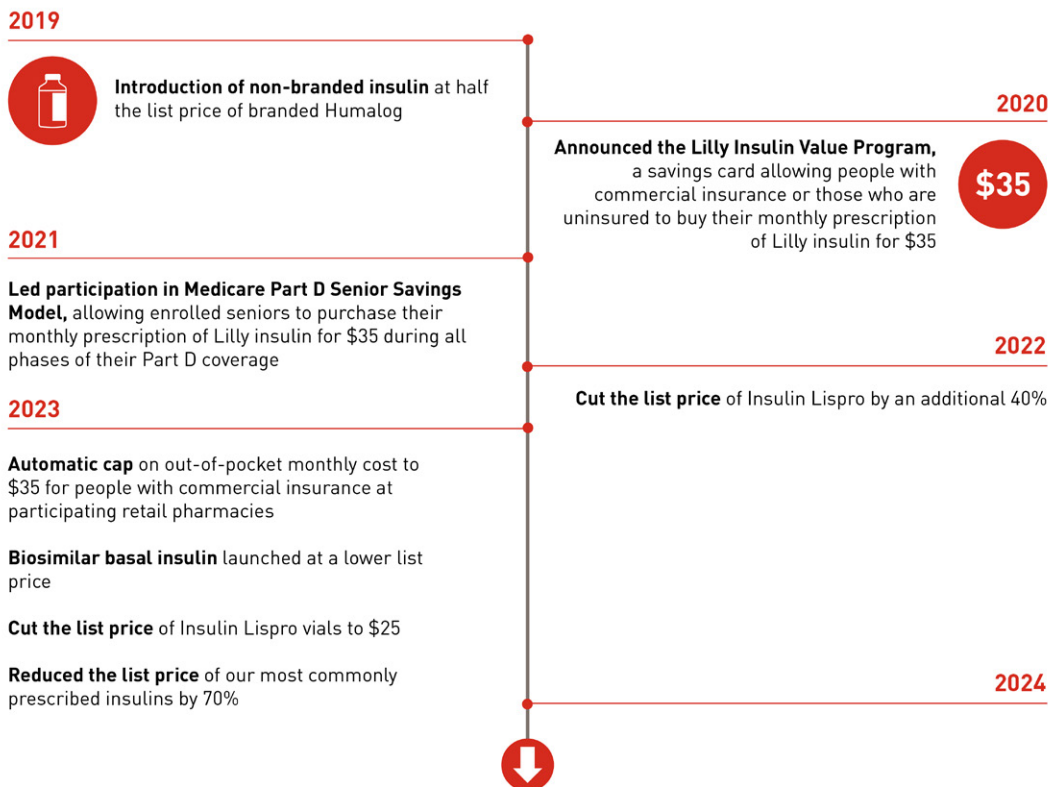 2019
Introduction of non-branded insulin at half
the list price of branded Humalog
2020
Announced the Lilly Insulin Value Program,
a savings card allowing people with
commercial insurance or those who are
uninsured to buy their monthly prescription
of Lilly insulin for $35
$35
2021
Led participation in Medicare Part D Senior Savings
Model, allowing enrolled seniors to purchase their
monthly prescription of Lilly insulin for $35 during all
phases of their Part D coverage
2022
Cut the list price of Insulin Lispro by an additional 40%
2023
Automatic cap on out-of-pocket monthly cost to
$35 for people with commercial insurance at
participating retail pharmacies
Biosimilar basal insulin launched at a lower list
price
Cut the list price of Insulin Lispro vials to $25
Reduced the list price of our most commonly
prescribed insulins by 70%
2024